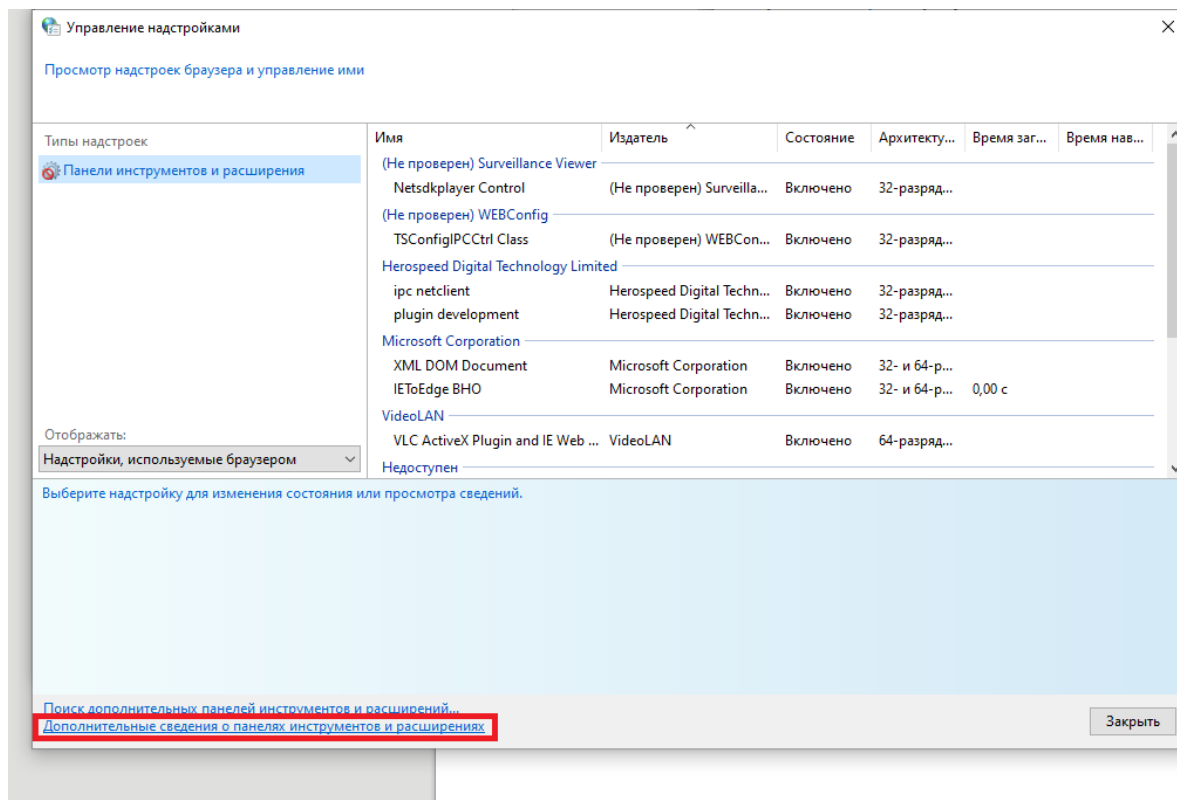 Управление надстройками
Просмотр надстроек браузера и управление ими
Типы надстроек
Панели инструментов и расширения
Отображать:
Надстройки, используемые браузером
Имя Издатель Состояние Архитекту... Время заг... Время нав...
(Не проверен) Surveillance Viewer
Netsdkplayer Control (Не проверен) Surveilla... Включено 32-разряд...
(Не проверен) WEBConfig
TSConfigIPCCtrl Class (Не проверен) WEBCon... Включено 32-разряд...
Herospeed Digital Technology Limited
ipc netclient Herospeed Digital Techn... Включено 32-разряд...
plugin development Herospeed Digital Techn... Включено 32-разряд...
Microsoft Corporation
XML DOM Document Microsoft Corporation Включено 32- и 64-р...
IEToEdge BHO Microsoft Corporation Включено 32- и 64-р... 0,00 с
VideoLAN
VLC ActiveX Plugin and IE Web ... VideoLAN Включено 64-разряд...
Недоступен
Выберите надстройку для изменения состояния или просмотра сведений.
Поиск дополнительных панелей инструментов и расширений...
Дополнительные сведения о панелях инструментов и расширениях
Закрыть